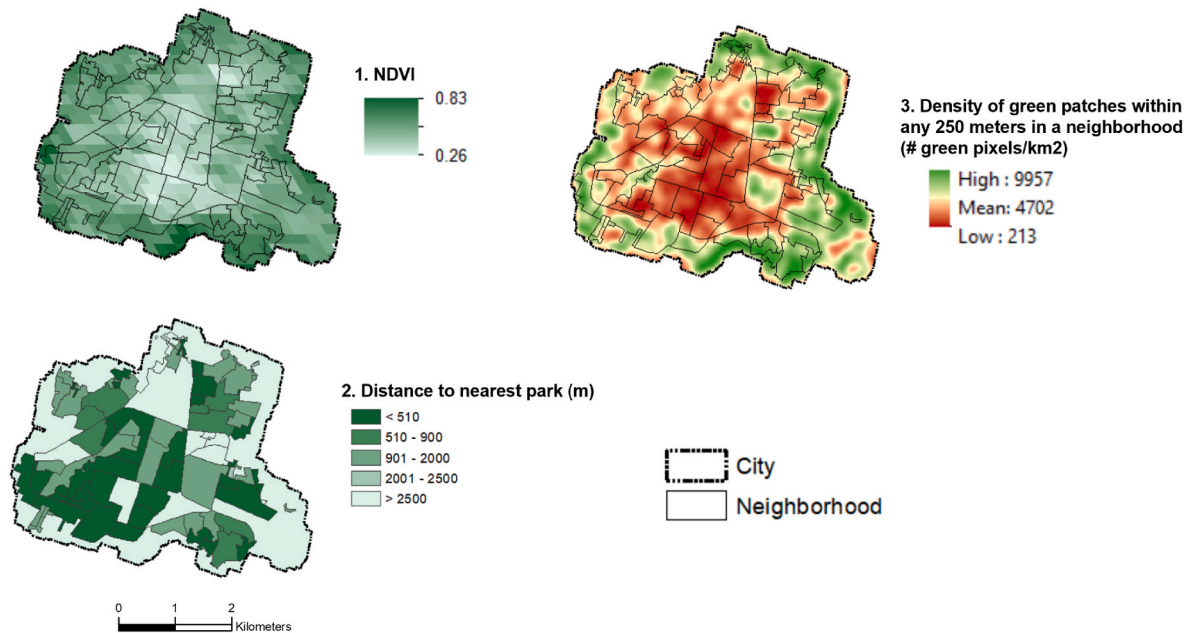 1. NDVI
0.83
0.26
3. Density of green patches within
any 250 meters in a neighborhood
(# green pixels/km2)
High : 9957
Mean: 4702
Low : 213
2. Distance to nearest park (m)
< 510
510 - 900
901 - 2000
2001 - 2500
> 2500
City
Neighborhood
0 1 2
Kilometers